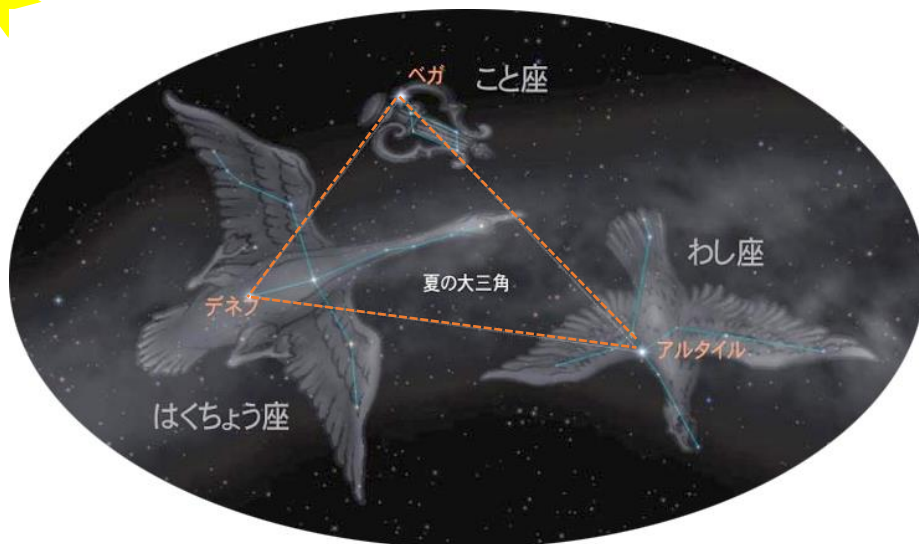 ベガ
こと座
わし座
夏の大三角
デネブ
アルタイル
はくちょう座